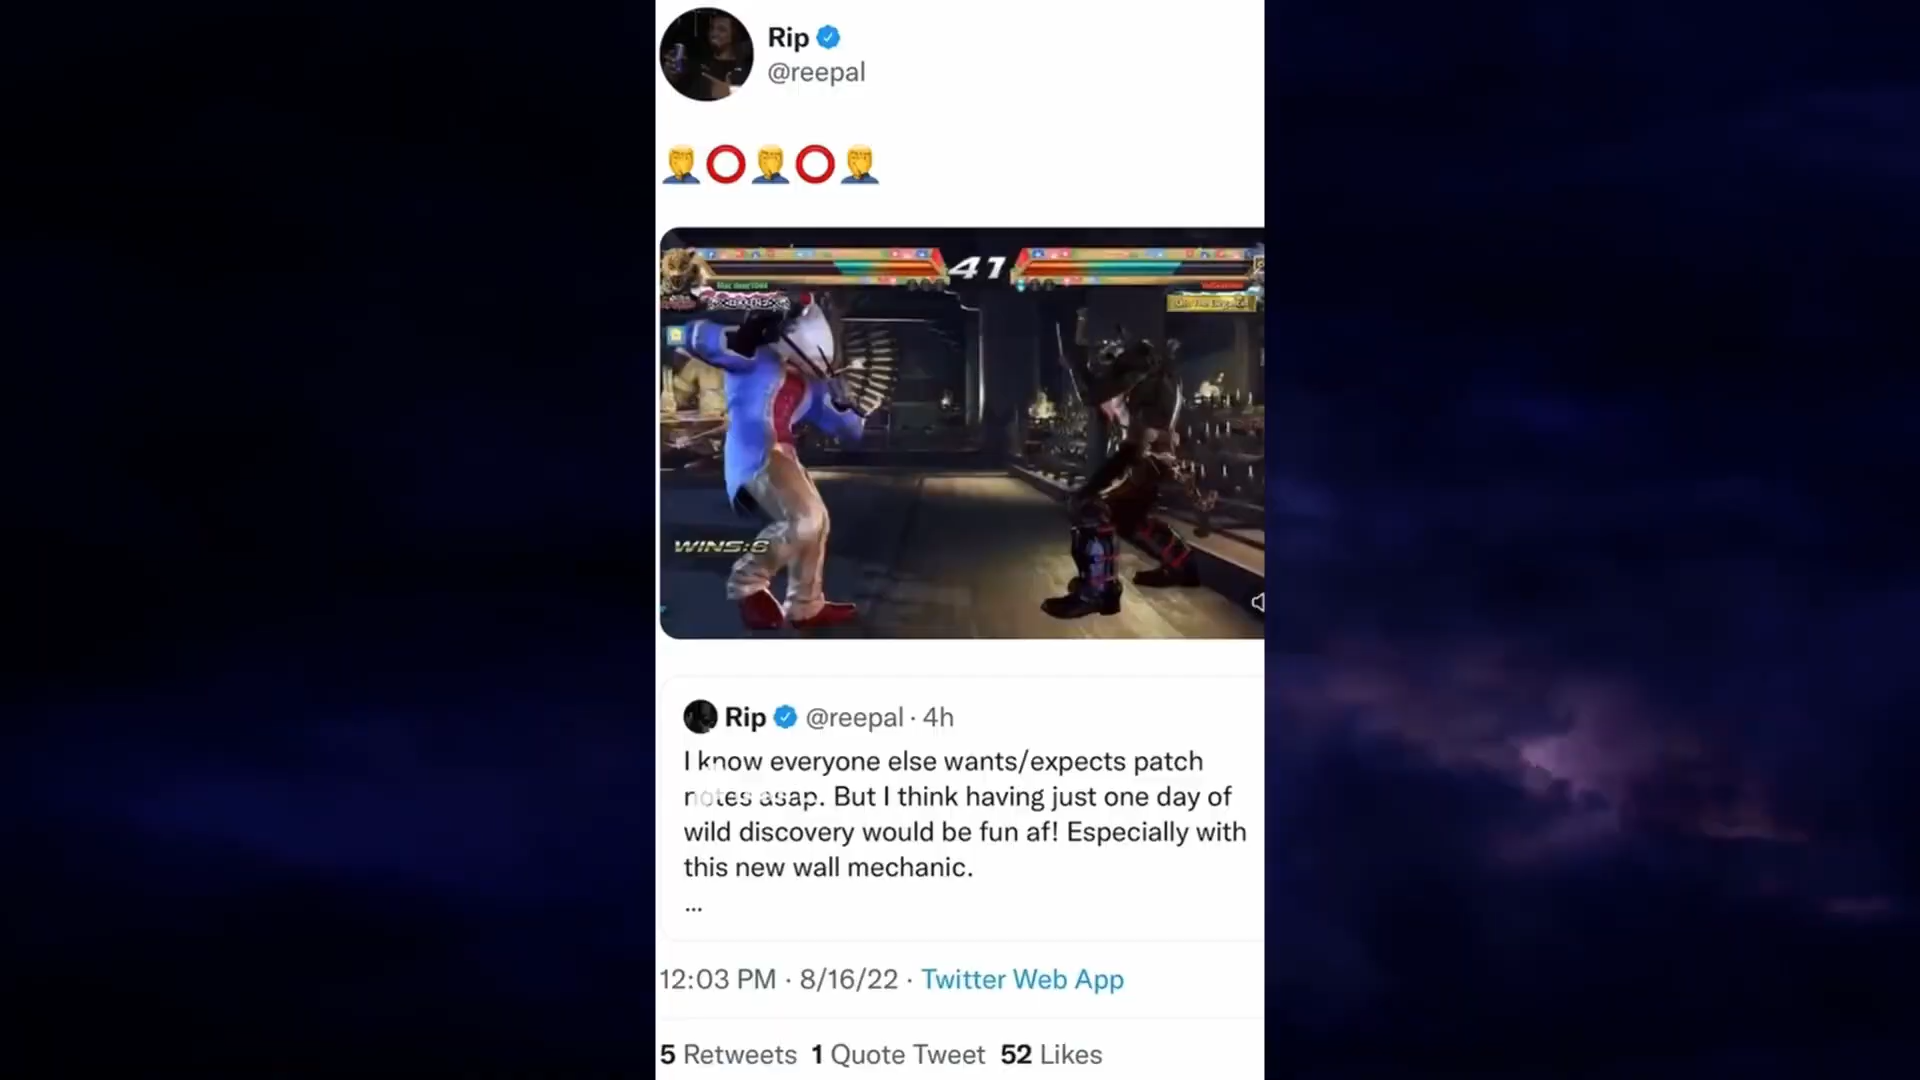 Rip
@reepal
41
WINS:6
Rip @reepal · 4h
I know everyone else wants/expects patch
notes asap. But I think having just one day of
wild discovery would be fun af! Especially with
this new wall mechanic.
...
12:03 PM · 8/16/22 · Twitter Web App
5 Retweets 1 Quote Tweet 52 Likes